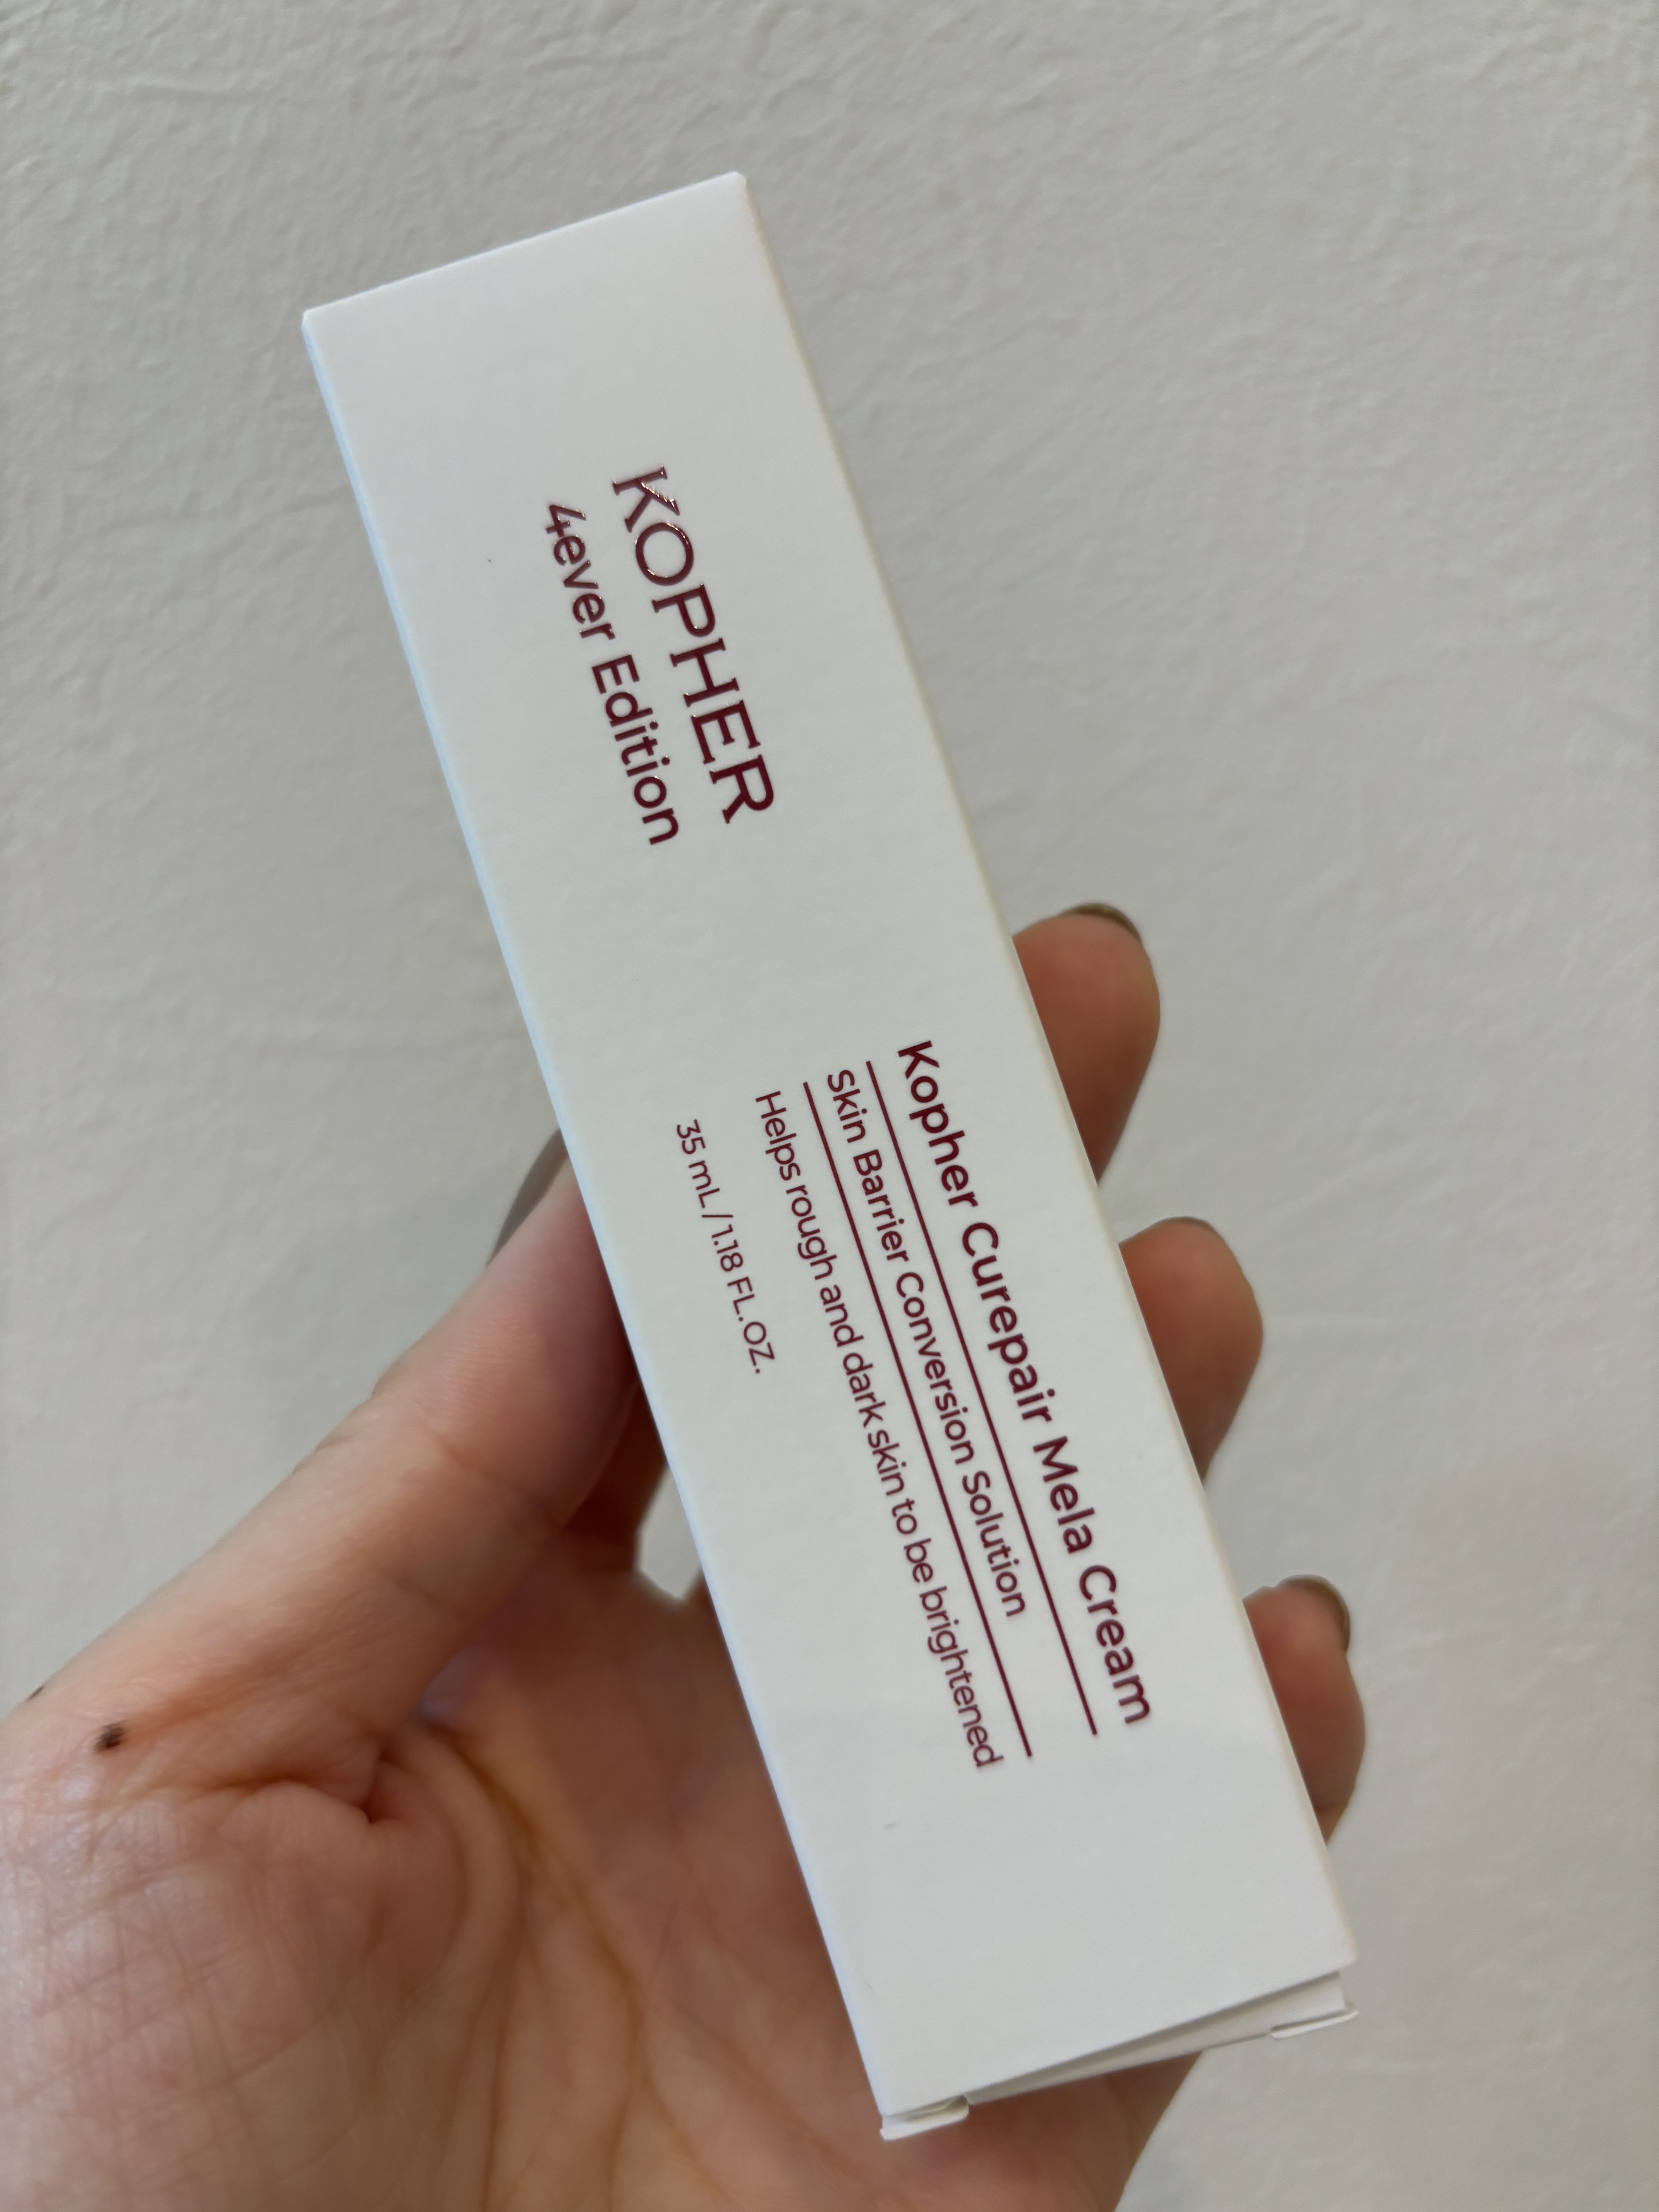 KOPHER
4ever Edition
Kopher Curepair Mela Cream
Skin Barrier Conversion Solution
Helps rough and dark skin to be brightened
35 mL / 1.18 FL.OZ.